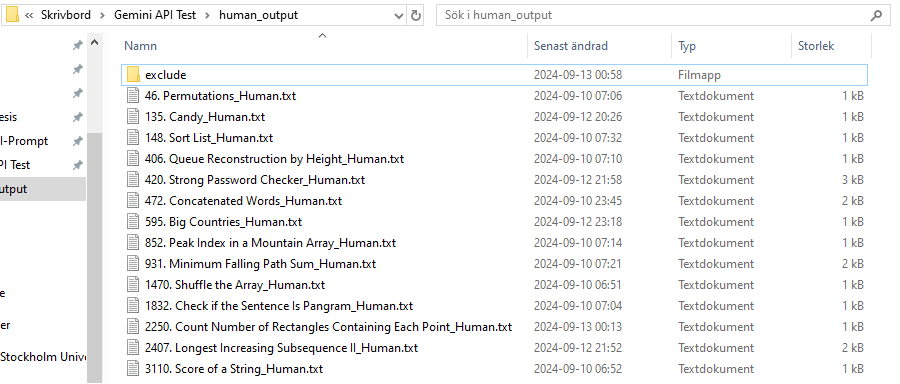 « Skrivbord > Gemini API Test > human_output
Sök i human_output
Namn Senast ändrad Typ Storlek
exclude 2024-09-13 00:58 Filmapp
46. Permutations_Human.txt 2024-09-10 07:06 Textdokument 1 kB
135. Candy_Human.txt 2024-09-12 20:26 Textdokument 1 kB
148. Sort List_Human.txt 2024-09-10 07:32 Textdokument 1 kB
406. Queue Reconstruction by Height_Human.txt 2024-09-10 07:10 Textdokument 1 kB
420. Strong Password Checker_Human.txt 2024-09-12 21:58 Textdokument 3 kB
472. Concatenated Words_Human.txt 2024-09-10 23:45 Textdokument 2 kB
595. Big Countries_Human.txt 2024-09-12 23:18 Textdokument 1 kB
852. Peak Index in a Mountain Array_Human.txt 2024-09-10 07:14 Textdokument 1 kB
931. Minimum Falling Path Sum_Human.txt 2024-09-10 07:21 Textdokument 2 kB
1470. Shuffle the Array_Human.txt 2024-09-10 06:51 Textdokument 1 kB
1832. Check if the Sentence Is Pangram_Human.txt 2024-09-10 07:04 Textdokument 1 kB
2250. Count Number of Rectangles Containing Each Point_Human.txt 2024-09-13 00:13 Textdokument 1 kB
2407. Longest Increasing Subsequence II_Human.txt 2024-09-12 21:52 Textdokument 2 kB
3110. Score of a String_Human.txt 2024-09-10 06:52 Textdokument 1 kB
esis
I-Prompt
PI Test
utput
e
er
Stockholm Unive